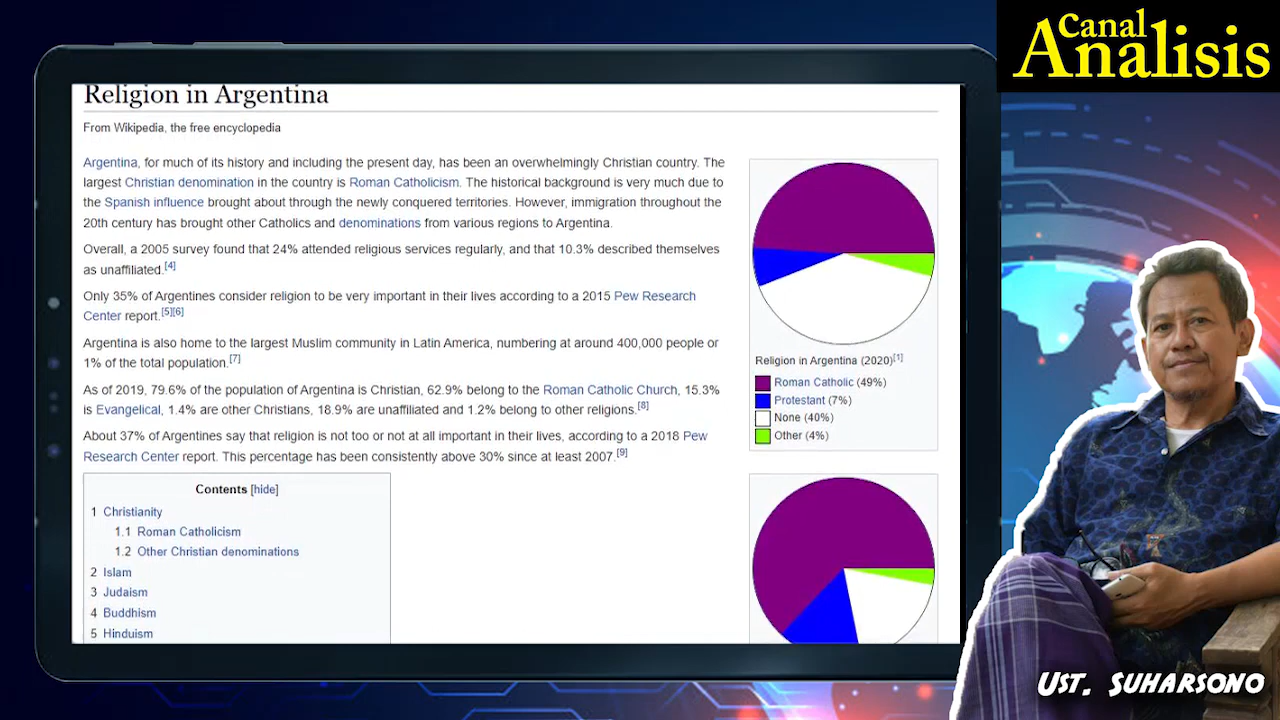 Religion in Argentina
From Wikipedia, the free encyclopedia
Argentina, for much of its history and including the present day, has been an overwhelmingly Christian country. The
largest Christian denomination in the country is Roman Catholicism. The historical background is very much due to
the Spanish influence brought about through the newly conquered territories. However, immigration throughout the
20th century has brought other Catholics and denominations from various regions to Argentina.
Overall, a 2005 survey found that 24% attended religious services regularly, and that 10.3% described themselves
as unaffiliated.[4]
Only 35% of Argentines consider religion to be very important in their lives according to a 2015 Pew Research
Center report.[5][6]
Argentina is also home to the largest Muslim community in Latin America, numbering at around 400,000 people or
1% of the total population.[7]
As of 2019, 79.6% of the population of Argentina is Christian, 62.9% belong to the Roman Catholic Church, 15.3%
is Evangelical, 1.4% are other Christians, 18.9% are unaffiliated and 1.2% belong to other religions.[8]
About 37% of Argentines say that religion is not too or not at all important in their lives, according to a 2018 Pew
Research Center report. This percentage has been consistently above 30% since at least 2007.[9]
Contents [hide]
1 Christianity
1.1 Roman Catholicism
1.2 Other Christian denominations
2 Islam
3 Judaism
4 Buddhism
5 Hinduism
Religion in Argentina (2020)[1]
Roman Catholic (49%)
Protestant (7%)
None (40%)
Other (4%)
Canal
Analisis
Ust. Suharsono